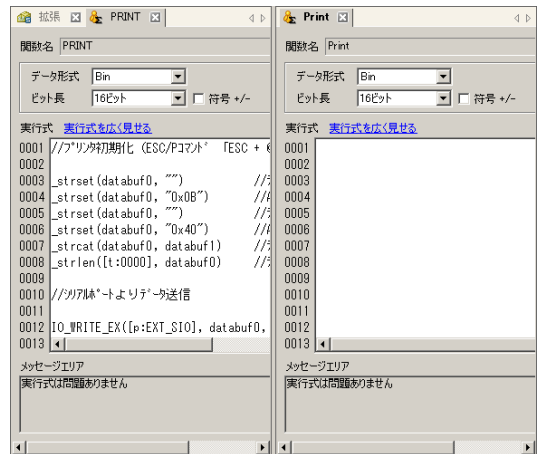 拡張 PRINT
関数名 PRINT
データ形式 Bin
ビット長 16ビット 符号 +/-
実行式 実行式を広く見せる
0001 //ﾌﾟﾘﾝﾀ初期化 (ESC/Pｺﾏﾝﾄﾞ 「ESC +
0002
0003 _strset(databuf0, "") //
0004 _strset(databuf0, "0x0B") //
0005 _strset(databuf0, "") //
0006 _strset(databuf0, "0x40") //
0007 _strcat(databuf0, databuf1) //
0008 _strlen([t:0000], databuf0) //
0009
0010 //ｼﾘｱﾙﾎﾟｰﾄよりﾃﾞｰﾀ送信
0011
0012 IO_WRITE_EX([p:EXT_SIO], databuf0,
0013
メッセージエリア
実行式は問題ありません
Print
関数名 Print
データ形式 Bin
ビット長 16ビット 符号 +/-
実行式 実行式を広く見せる
0001
0002
0003
0004
0005
0006
0007
0008
0009
0010
0011
0012
0013
メッセージエリア
実行式は問題ありません